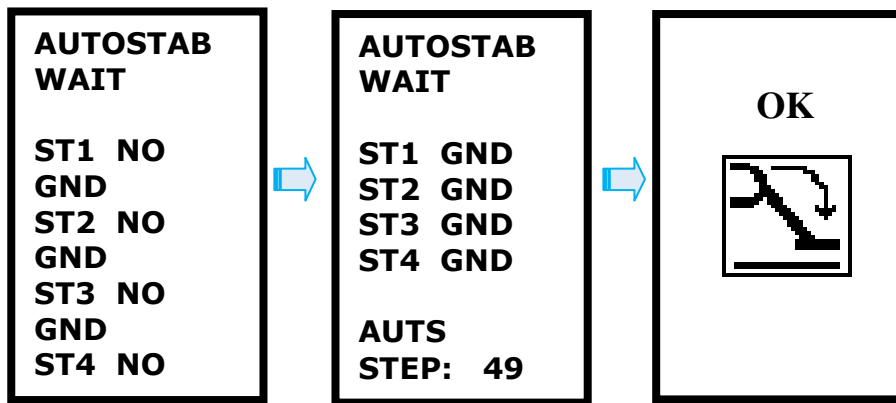 AUTOSTAB
WAIT
ST1 NO
GND
ST2 NO
GND
ST3 NO
GND
ST4 NO
AUTOSTAB
WAIT
ST1 GND
ST2 GND
ST3 GND
ST4 GND
AUTS
STEP: 49
OK